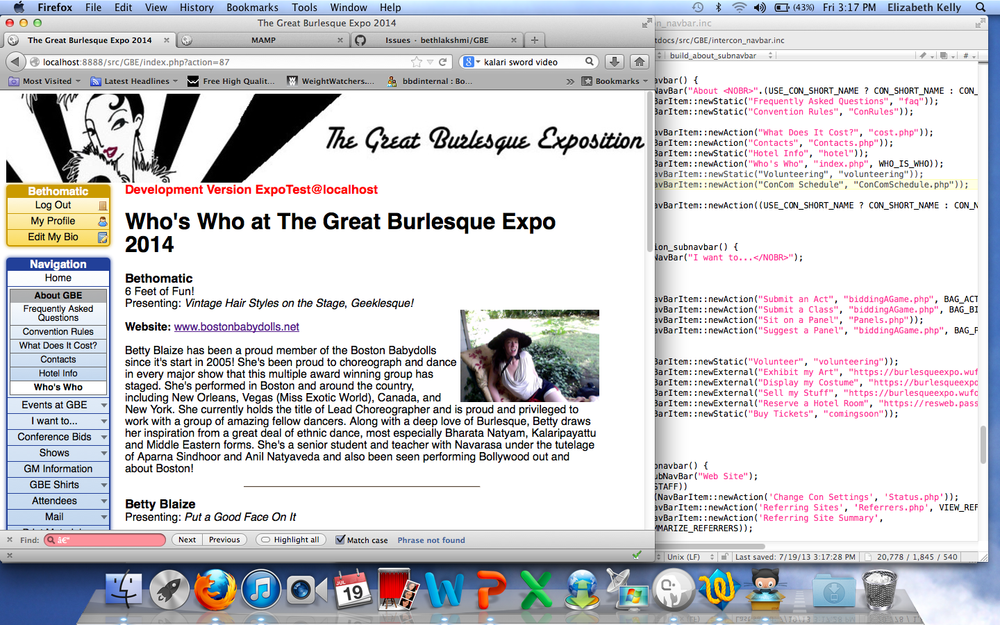 Firefox File Edit View History Bookmarks Tools Window Help (43%) Fri 3:17 PM Elizabeth Kelly
The Great Burlesque Expo 2014
The Great Burlesque Expo 2014 MAMP Issues · bethlakshmi/GBE
localhost:8888/src/GBE/index.php?action=87 kalari sword video
Most Visited Latest Headlines Free High Qualit... WeightWatchers.... bbdinternal : Bo... Bookmarks
The Great Burlesque Exposition
Bethomatic
Log Out
My Profile
Edit My Bio
Navigation
Home
About GBE
Frequently Asked
Questions
Convention Rules
What Does It Cost?
Contacts
Hotel Info
Who's Who
Events at GBE
I want to...
Conference Bids
Shows
GM Information
GBE Shirts
Attendees
Mail
Development Version ExpoTest@localhost
Who's Who at The Great Burlesque Expo
2014
Bethomatic
6 Feet of Fun!
Presenting: Vintage Hair Styles on the Stage, Geeklesque!
Website: www.bostonbabydolls.net
Betty Blaize has been a proud member of the Boston Babydolls
since it's start in 2005! She's been proud to choreograph and dance
in every major show that this multiple award winning group has
staged. She's performed in Boston and around the country,
including New Orleans, Vegas (Miss Exotic World), Canada, and
New York. She currently holds the title of Lead Choreographer and is proud and privileged to
work with a group of amazing fellow dancers. Along with a deep love of Burlesque, Betty draws
her inspiration from a great deal of ethnic dance, most especially Bharata Natyam, Kalaripayattu
and Middle Eastern forms. She's a senior student and teacher with Navarasa under the tutelage
of Aparna Sindhoor and Anil Natyaveda and also been seen performing Bollywood out and
about Boston!
Betty Blaize
Presenting: Put a Good Face On It
Find: â€“ Next Previous Highlight all Match case Phrase not found
n_navbar.inc
tdocs/src/GBE/intercon_navbar.inc
build_about_subnavbar #
avbar() {
NavBar("About <NOBR>".(USE_CON_SHORT_NAME ? CON_SHORT_NAME : CON_
BarItem::newStatic("Frequently Asked Questions", "faq"));
BarItem::newStatic("Convention Rules", "ConRules"));
avBarItem::newAction("What Does It Cost?", "cost.php"));
avBarItem::newAction("Contacts", "Contacts.php"));
BarItem::newStatic("Hotel Info", "hotel"));
BarItem::newAction("Who's Who", "index.php", WHO_IS_WHO));
avBarItem::newStatic("Volunteering", "volunteering"));
avBarItem::newAction("ConCom Schedule", "ConComSchedule.php"));
avBarItem::newAction((USE_CON_SHORT_NAME ? CON_SHORT_NAME : CON_N
ion_subnavbar() {
NavBar("I want to...</NOBR>");
avBarItem::newAction("Submit an Act", "biddingAGame.php", BAG_ACT
avBarItem::newAction("Submit a Class", "biddingAGame.php", BAG_BI
BarItem::newAction("Sit on a Panel", "Panels.php"));
avBarItem::newAction("Suggest a Panel", "biddingAGame.php", BAG_P
BarItem::newStatic("Volunteer", "volunteering"));
BarItem::newExternal("Exhibit my Art", "https://burlesqueexpo.wuf
BarItem::newExternal("Display my Costume", "https://burlesqueexpo
BarItem::newExternal("Sell my Stuff", "https://burlesqueexpo.wufo
BarItem::newExternal("Reserve a Hotel Room", "https://resweb.pass
BarItem::newStatic("Buy Tickets", "comingsoon"));
onavbar() {
ubNavBar("Web Site");
STAFF))
(NavBarItem::newAction('Change Con Settings', 'Status.php'));
avBarItem::newAction('Referring Sites', 'Referrers.php', VIEW_REF
avBarItem::newAction('Referring Site Summary',
MMARIZE_REFERRERS));
Unix (LF) Last saved: 7/19/13 3:17:28 PM 20,778 / 1,845 / 540
JUL
19